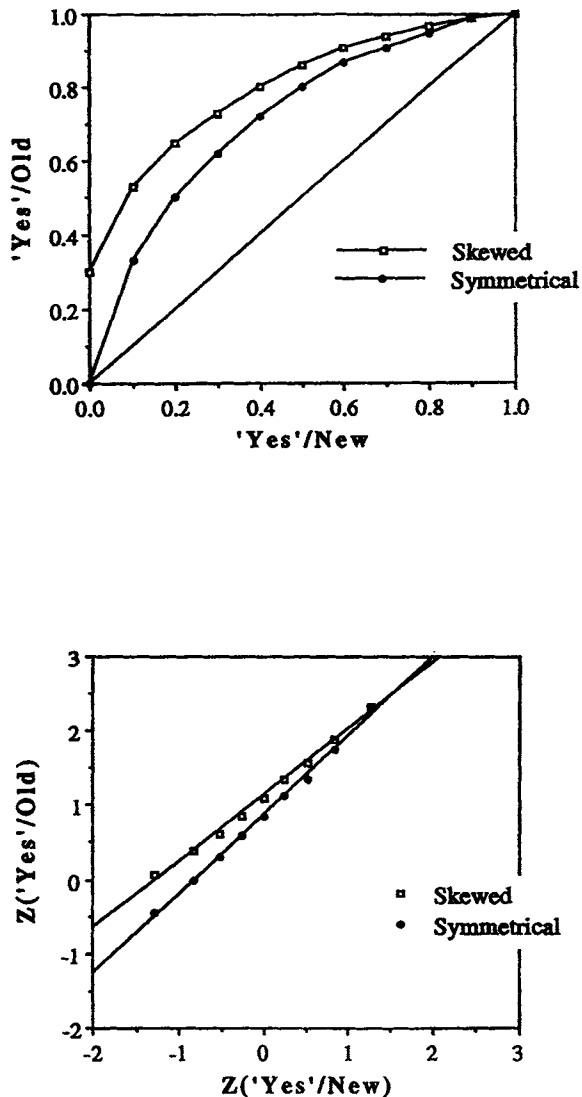 1.0
0.8
0.6
0.4
0.2
0.0
'Yes'/Old
Skewed
Symmetrical
0.0 0.2 0.4 0.6 0.8 1.0
'Yes'/New
3
2
1
0
-1
-2
Z('Yes'/Old)
Skewed
Symmetrical
-2 -1 0 1 2 3
Z('Yes'/New)